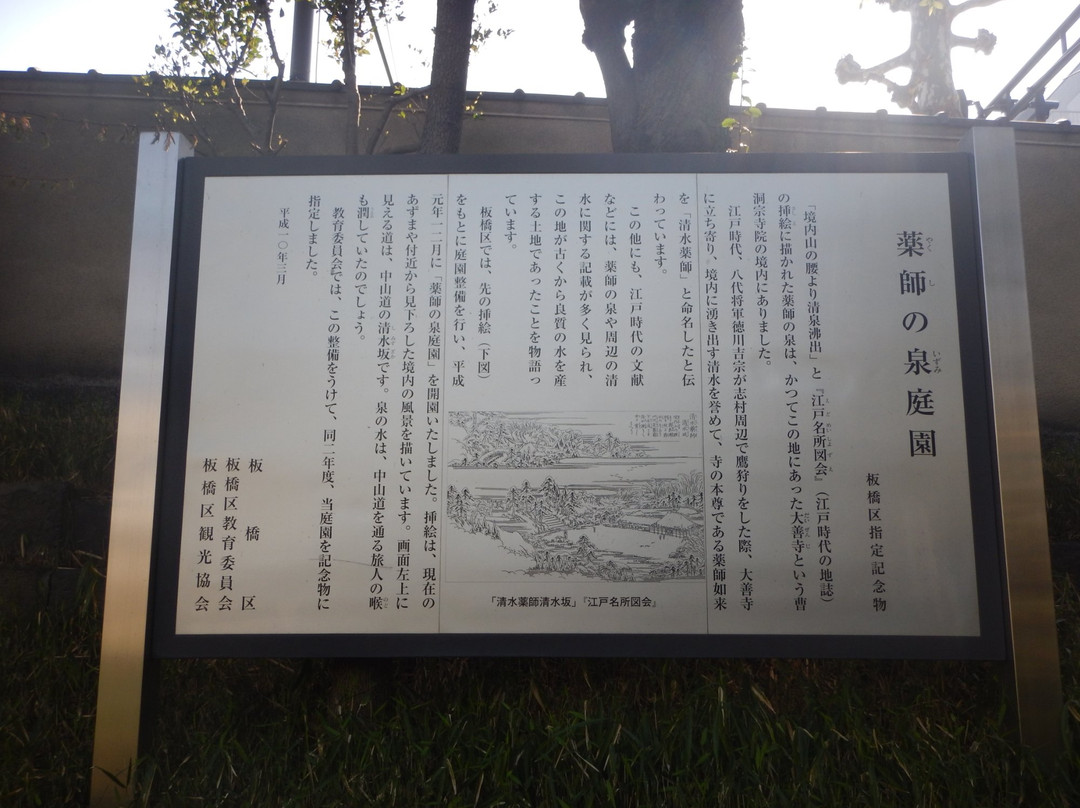 薬師の泉庭園
板橋区指定記念物
「境内山の腰より清泉沸出」と『江戸名所図会』(江戸時代の地誌)
の挿絵に描かれた薬師の泉は、かつてこの地にあった大善寺という曹
洞宗寺院の境内にありました。
江戸時代、八代将軍徳川吉宗が志村周辺で鷹狩りをした際、大善寺
に立ち寄り、境内に湧き出す清水を誉めて、寺の本尊である薬師如来
を「清水薬師」と命名したと伝
わっています。
この他にも、江戸時代の文献
などには、薬師の泉や周辺の清
水に関する記載が多く見られ、
この地が古くから良質の水を産
する土地であったことを物語っ
ています。
板橋区では、先の挿絵(下図)
をもとに庭園整備を行い、平成
元年一二月に「薬師の泉庭園」を開園いたしました。挿絵は、現在の
あずまや付近から見下ろした境内の風景を描いています。画面左上に
見える道は、中山道の清水坂です。泉の水は、中山道を通る旅人の喉
も潤していたのでしょう。
教育委員会では、この整備をうけて、同二年度、当庭園を記念物に
指定しました。
平成一〇年三月
板橋区
板橋区教育委員会
板橋区観光協会
「清水薬師清水坂」『江戸名所図会』